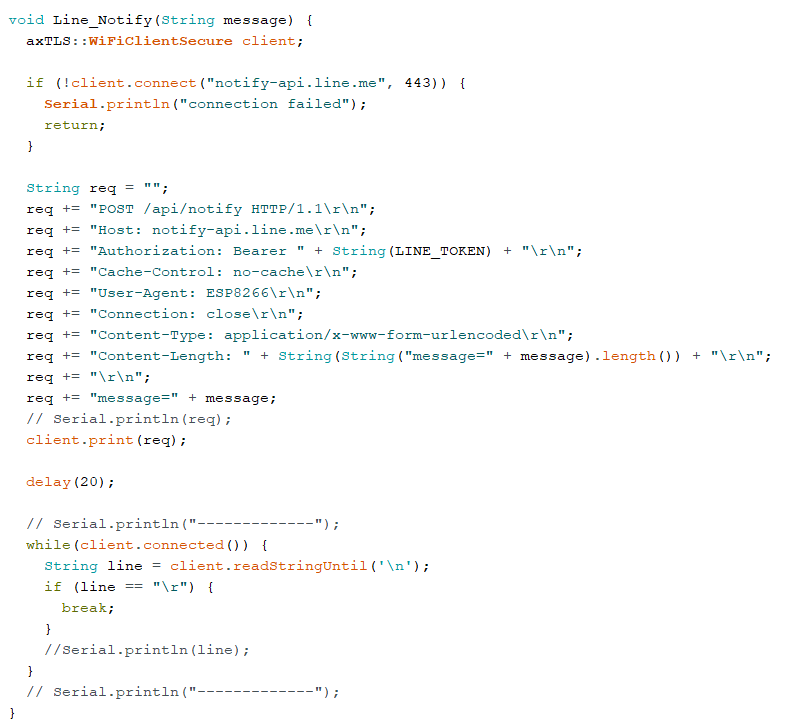 void Line_Notify(String message) {
  axTLS::WiFiClientSecure client;

  if (!client.connect("notify-api.line.me", 443)) {
    Serial.println("connection failed");
    return;
  }

  String req = "";
  req += "POST /api/notify HTTP/1.1\r\n";
  req += "Host: notify-api.line.me\r\n";
  req += "Authorization: Bearer " + String(LINE_TOKEN) + "\r\n";
  req += "Cache-Control: no-cache\r\n";
  req += "User-Agent: ESP8266\r\n";
  req += "Connection: close\r\n";
  req += "Content-Type: application/x-www-form-urlencoded\r\n";
  req += "Content-Length: " + String(String("message=" + message).length()) + "\r\n";
  req += "\r\n";
  req += "message=" + message;
  // Serial.println(req);
  client.print(req);

  delay(20);

  // Serial.println("-------------");
  while(client.connected()) {
    String line = client.readStringUntil('\n');
    if (line == "\r") {
      break;
    }
    //Serial.println(line);
  }
  // Serial.println("-------------");
}